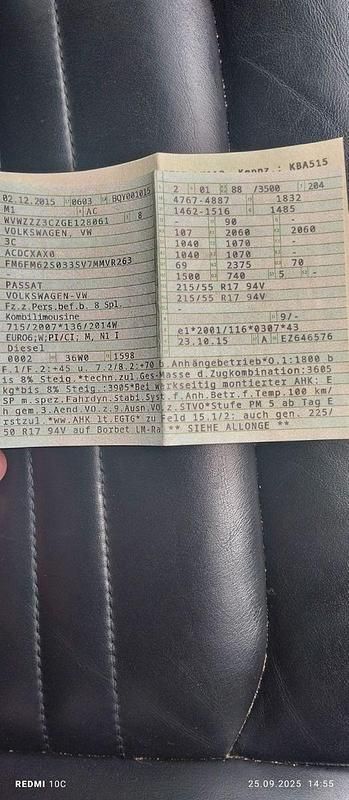 Kennz.: KBA515
02.12.2015 0603 BQY001015
M1 AC
WVWZZZ3CZGE128061 8
VOLKSWAGEN, VW
3C
ACDCXAX0
FM6FM62S033SV7MMVR263
-
PASSAT
VOLKSWAGEN-VW
Fz.z.Pers.bef.b. 8 Spl.
Kombilimousine
715/2007*136/2014W
EURO6;W;PI/CI; M, N1 I
Diesel
0002 36W0 1598
2 01 88 /3500 204
4767-4887 1832
1462-1516 1485
- 90 -
107 2060 2060
1040 1070 -
1040 1070 -
69 2375 70
1500 740 5 -
215/55 R17 94V
215/55 R17 94V
-
- 9/-
e1*2001/116*0307*43
23.10.15 A EZ646576
F.1/F.2:+45 u. 7.2/8.2:+70 b.Anhängebetrieb*O.1:1800 b
is 8% Steig.*techn.zul.Ges-Masse d.Zugkombination:3605
kg*bis 8% Steig.:3905*Bei Werkseitig montierter AHK: E
SP m.spez.Fahrdyn.Stabi.Syst.f.Anh.Betr.f.Temp.100 km/
h gem.3.Aend.VO.z.9.Ausn.VO.z.STVO*Stufe PM 5 ab Tag E
rstzul.*ww.AHK lt.EGTG* zu Feld 15.1/2: auch gen. 225/
50 R17 94V auf Borbet LM-Ra ** SIEHE ALLONGE **
REDMI 10C
25.09.2025 14:55